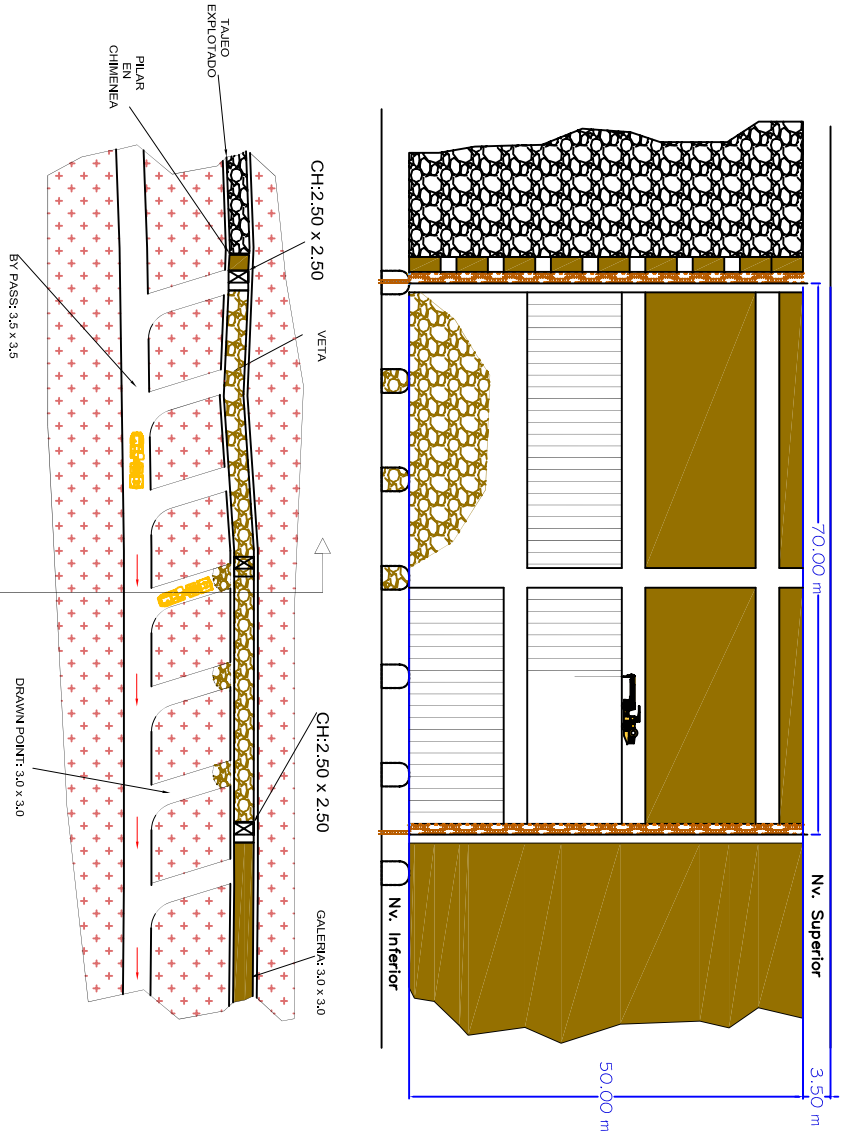 TAJEO
EXPLOTADO
PILAR
EN
CHIMENEA
CH:2.50 x 2.50
VETA
BY PASS: 3.5 x 3.5
DRAWN POINT: 3.0 x 3.0
CH:2.50 x 2.50
GALERIA: 3.0 x 3.0
70.00 m
Nv. Superior
Nv. Inferior
3.50 m
50.00 m